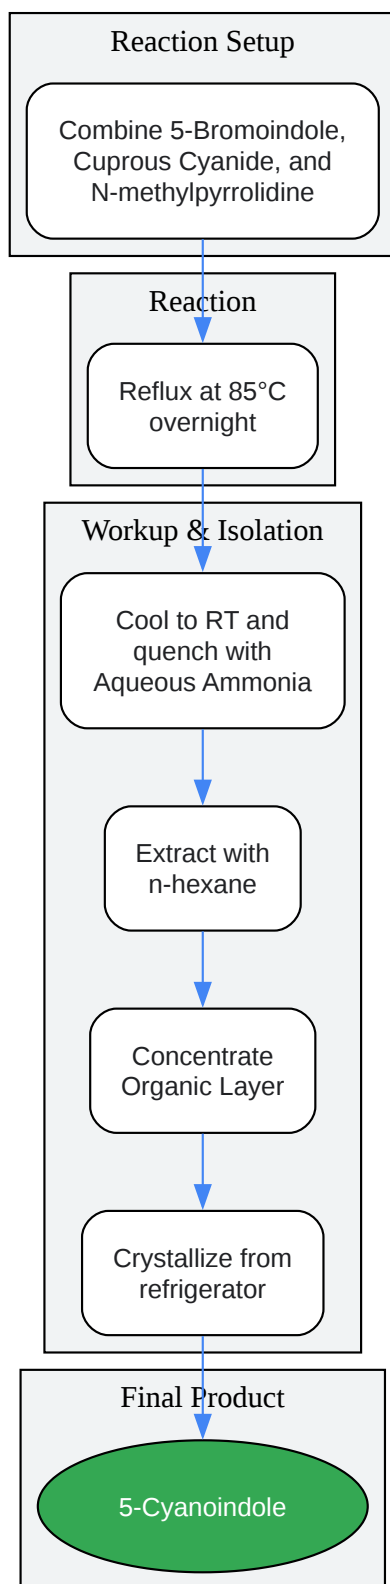 Reaction Setup
Combine 5-Bromoindole,
Cuprous Cyanide, and
N-methylpyrrolidine
Reaction
Reflux at 85°C
overnight
Workup & Isolation
Cool to RT and
quench with
Aqueous Ammonia
Extract with
n-hexane
Concentrate
Organic Layer
Crystallize from
refrigerator
Final Product
5-Cyanoindole